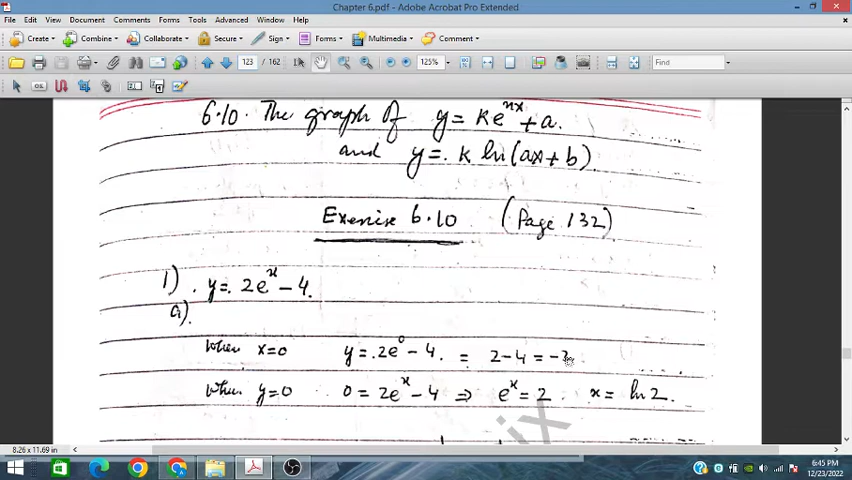 Chapter 6.pdf - Adobe Acrobat Pro Extended
File Edit View Document Comments Forms Tools Advanced Window Help
Create Combine Collaborate Secure Sign Forms Multimedia Comment
123 / 162 125% Find
6.10. The graph of y = ke^(nx) + a.
and y = k ln(ax + b)
Exercise 6.10 (Page 132)
1) y = 2e^x - 4.
a).
When x=0 y = 2e^0 - 4. = 2-4 = -2
When y=0 0 = 2e^x - 4 ⇒ e^x = 2 x = ln 2.
ix
8.26 x 11.69 in
6:45 PM
12/23/2022